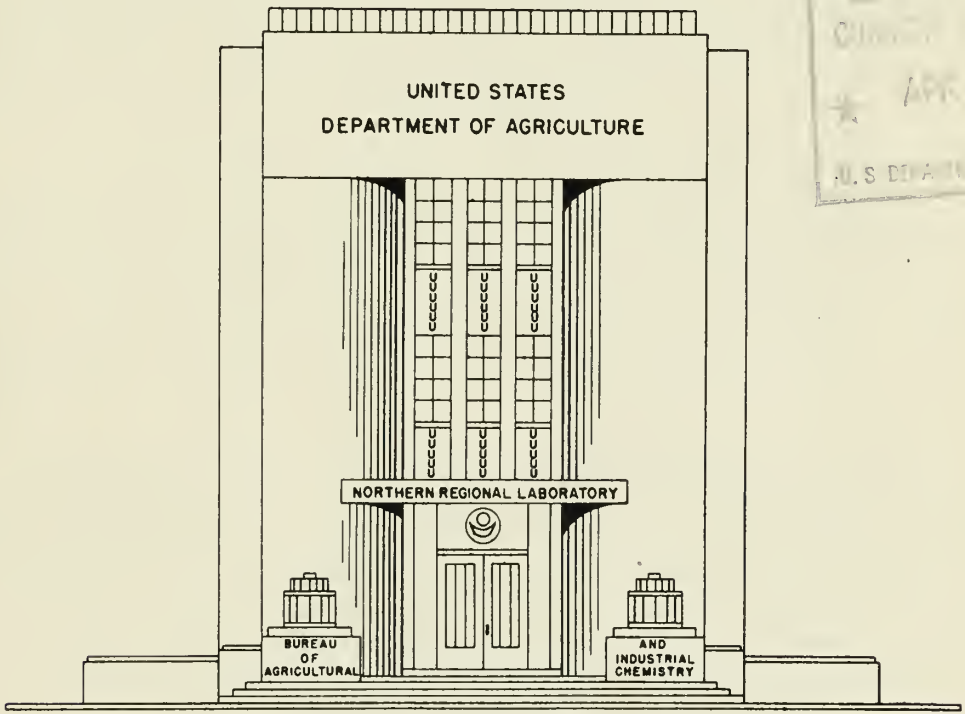 UNITED STATES
DEPARTMENT OF AGRICULTURE
NORTHERN REGIONAL LABORATORY
BUREAU
OF
AGRICULTURAL
AND
INDUSTRIAL
CHEMISTRY
U. S